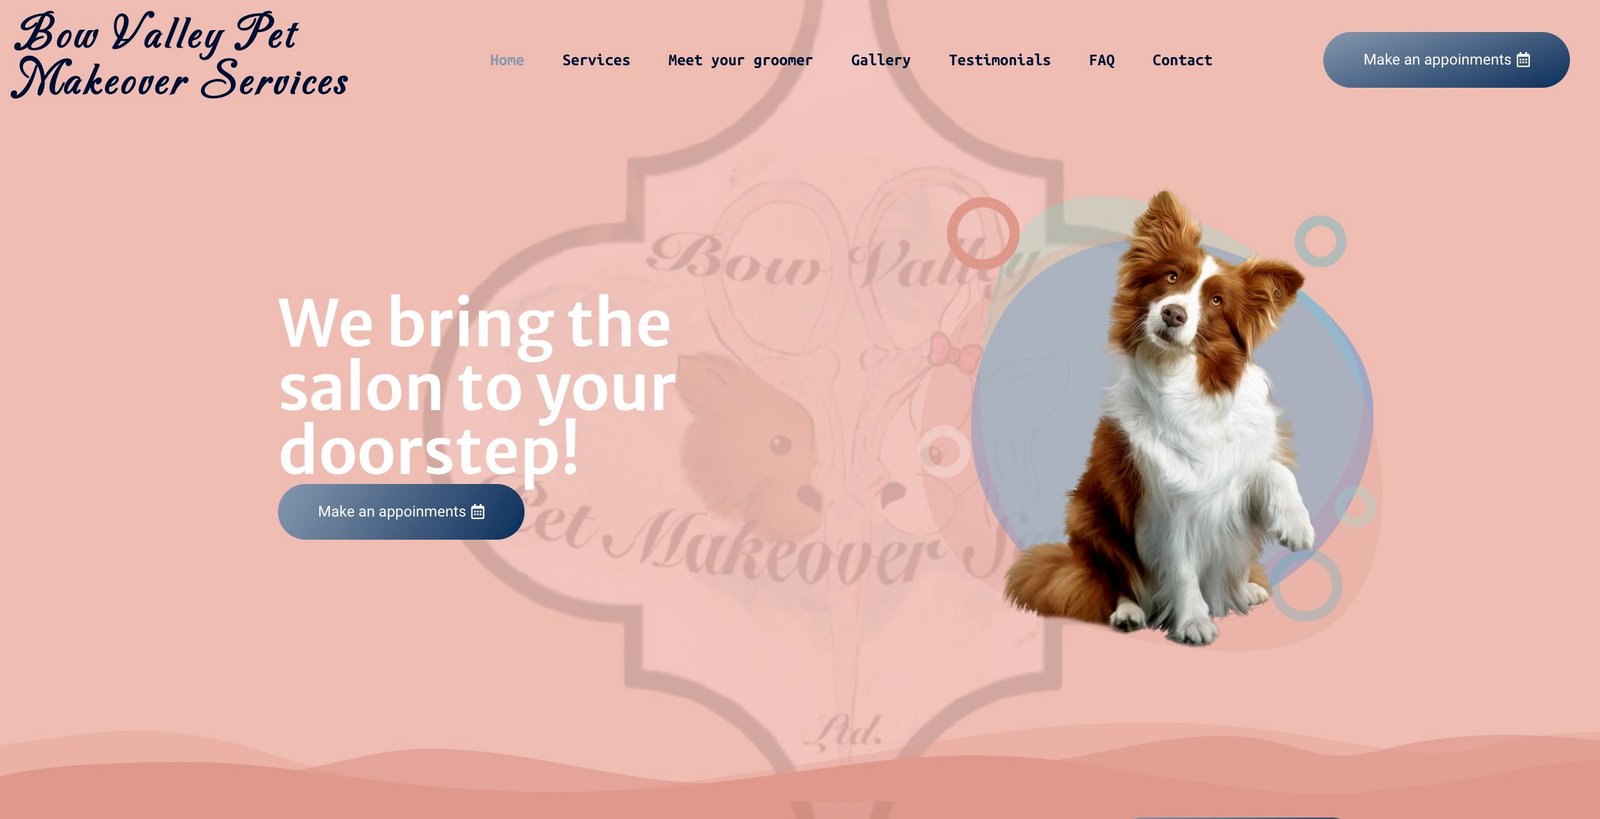 Bow Valley Pet
Makeover Services
Home
Services
Meet your groomer
Gallery
Testimonials
FAQ
Contact
Make an appoinments
Bow Valley
We bring the
salon to your
doorstep!
Make an appoinments
Pet Makeover
Ltd.